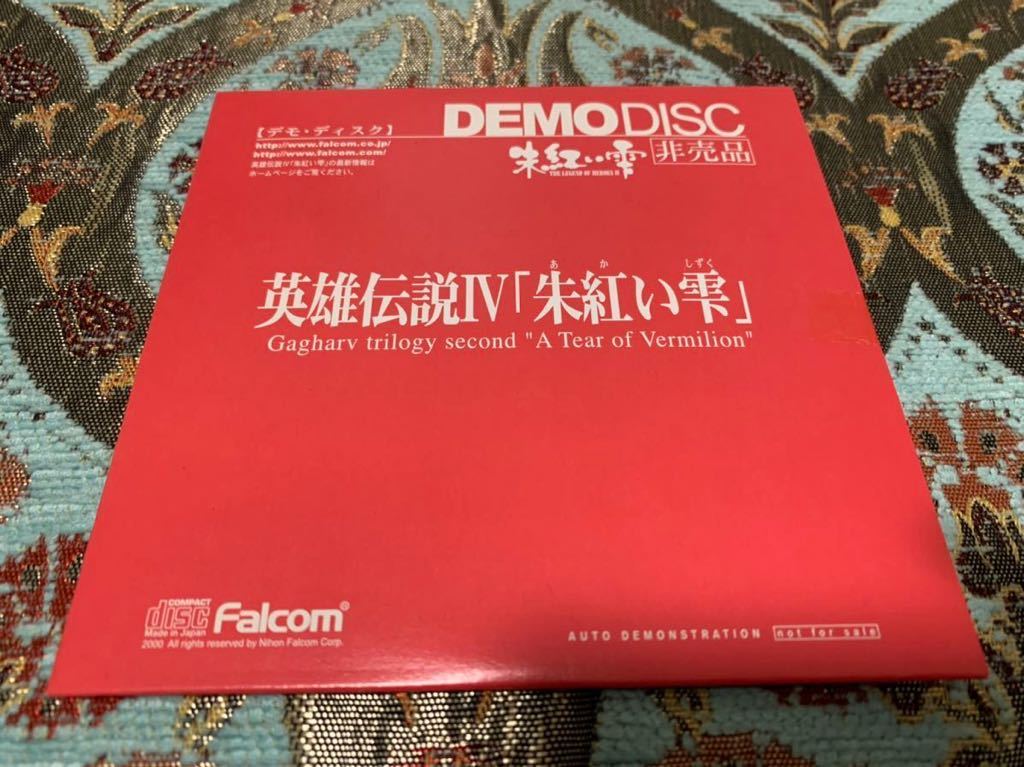 DEMODISC
【デモ・ディスク】
http://www.falcom.co.jp/
http://www.falcom.com/
英雄伝説Ⅳ「朱紅い雫」の最新情報は
ホームページをご覧ください。
朱紅い雫 非売品
THE LEGEND OF HEROES Ⅳ
あ か しずく
英雄伝説Ⅳ「朱紅い雫」
Gagharv trilogy second "A Tear of Vermilion"
COMPACT
disc Falcom®
Made in Japan
2000 All rights reserved by Nihon Falcom Corp.
AUTO DEMONSTRATION not for sale